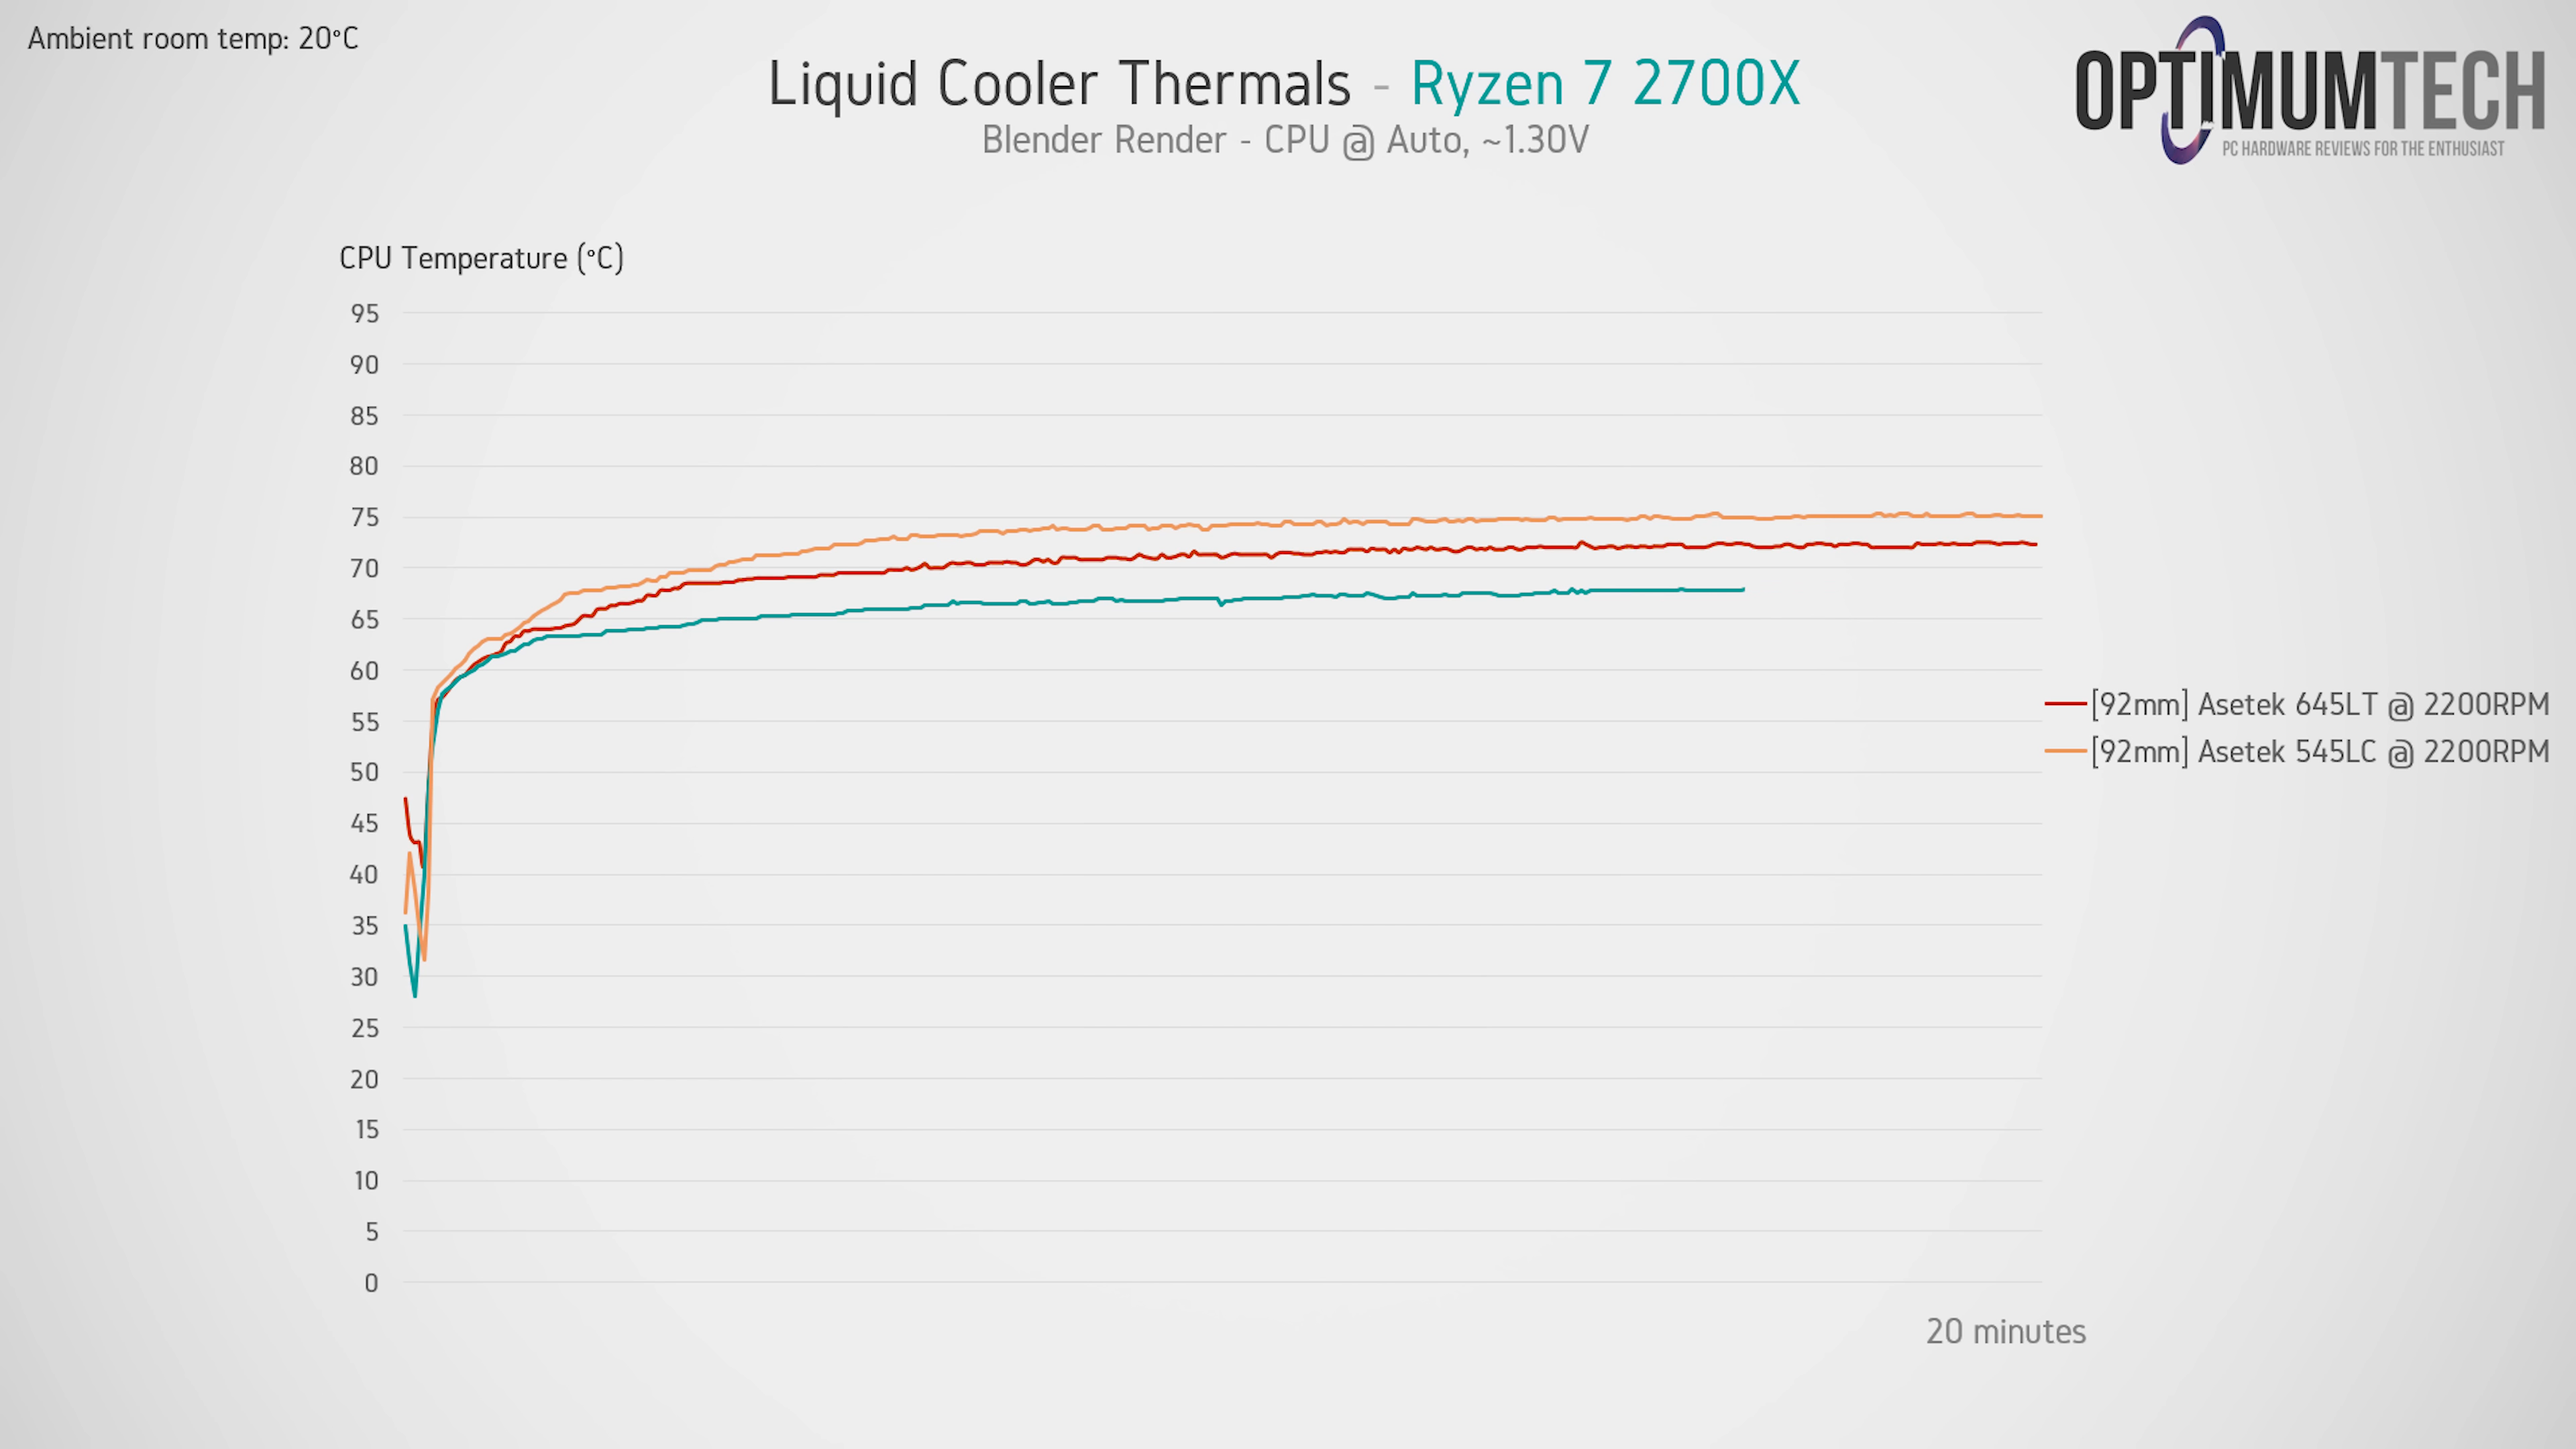 Ambient room temp: 20°C
Liquid Cooler Thermals - Ryzen 7 2700X
Blender Render - CPU @ Auto, ~1.30V
OPTIMUMTECH
PC HARDWARE REVIEWS FOR THE ENTHUSIAST
CPU Temperature (°C)
95
90
85
80
75
70
65
60
55
50
45
40
35
30
25
20
15
10
5
0
[92mm] Asetek 645LT @ 2200RPM
[92mm] Asetek 545LC @ 2200RPM
20 minutes